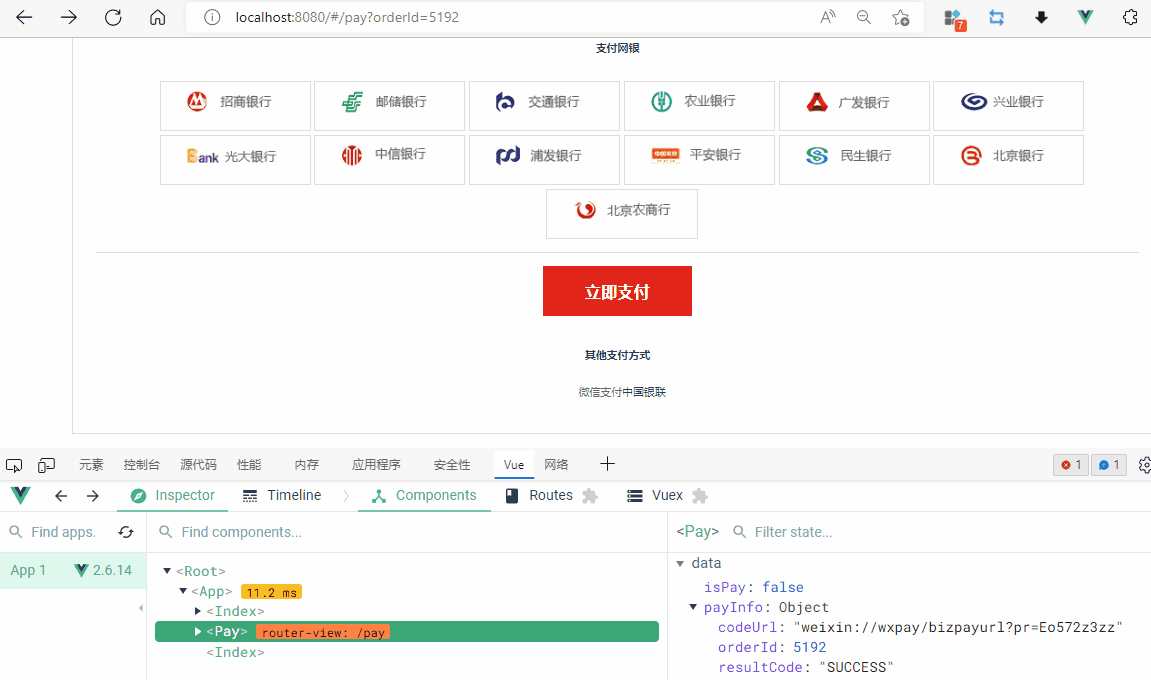 localhost:8080/#/pay?orderId=5192
7
支付网银
招商银行 邮储银行 交通银行 农业银行 广发银行 兴业银行
Bank 光大银行 中信银行 浦发银行 平安银行 民生银行 北京银行
北京农商行
立即支付
其他支付方式
微信支付中国银联
元素 控制台 源代码 性能 内存 应用程序 安全性 Vue 网络 1 1
Inspector Timeline Components Routes Vuex
Find apps. Find components... <Pay> Filter state...
App 1 2.6.14 <Root> data
<App> 11.2 ms isPay: false
<Index> payInfo: Object
<Pay> router-view: /pay codeUrl: "weixin://wxpay/bizpayurl?pr=Eo572z3zz"
<Index> orderId: 5192
resultCode: "SUCCESS"